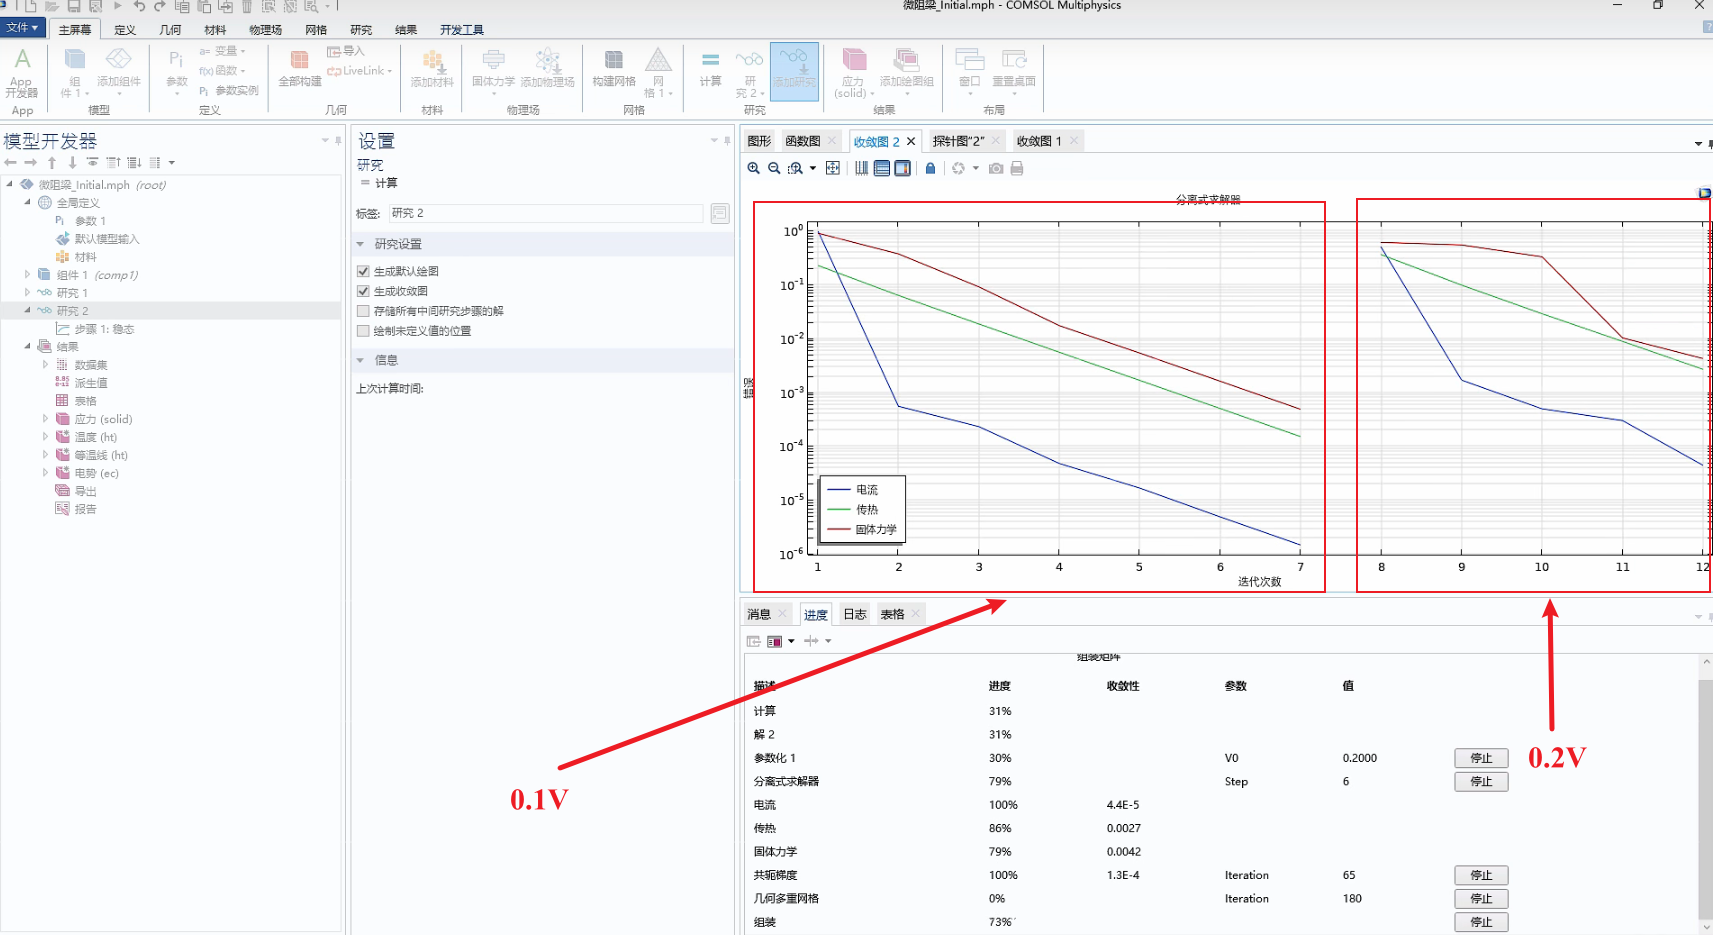 微阻梁_Initial.mph - COMSOL Multiphysics
文件 主屏幕 定义 几何 材料 物理场 网格 研究 结果 开发工具
App 开发器 组件 1 添加组件 Pi 参数 a= 变量 f(x) 函数 Pi 参数实例 全部构建 导入 LiveLink 添加材料 固体力学 添加物理场 构建网格 网格 1 计算 研究 2 添加研究 应力 (solid) 添加绘图组 窗口 重置桌面
App 模型 定义 几何 材料 物理场 网格 研究 结果 布局
模型开发器
微阻梁_Initial.mph (root)
全局定义
Pi 参数 1
默认模型输入
材料
组件 1 (comp1)
研究 1
研究 2
步骤 1: 稳态
结果
数据集
8.85 e-12 派生值
表格
应力 (solid)
温度 (ht)
等温线 (ht)
电势 (ec)
导出
报告
设置
研究
= 计算
标签: 研究 2
研究设置
生成默认绘图
生成收敛图
存储所有中间研究步骤的解
绘制未定义值的位置
信息
上次计算时间:
图形 函数图 收敛图 2 探针图“2” 收敛图 1
分离式求解器
10^0
10^-1
10^-2
10^-3
10^-4
10^-5
10^-6
电流
传热
固体力学
1 2 3 4 5 6 7 8 9 10 11 12
迭代次数
消息 进度 日志 表格
组装矩阵
描述 进度 收敛性 参数 值
计算 31%
解 2 31%
参数化 1 30% V0 0.2000 停止
分离式求解器 79% Step 6 停止
电流 100% 4.4E-5
传热 86% 0.0027
固体力学 79% 0.0042
共轭梯度 100% 1.3E-4 Iteration 65 停止
几何多重网格 0% Iteration 180 停止
组装 73% 停止
0.1V
0.2V